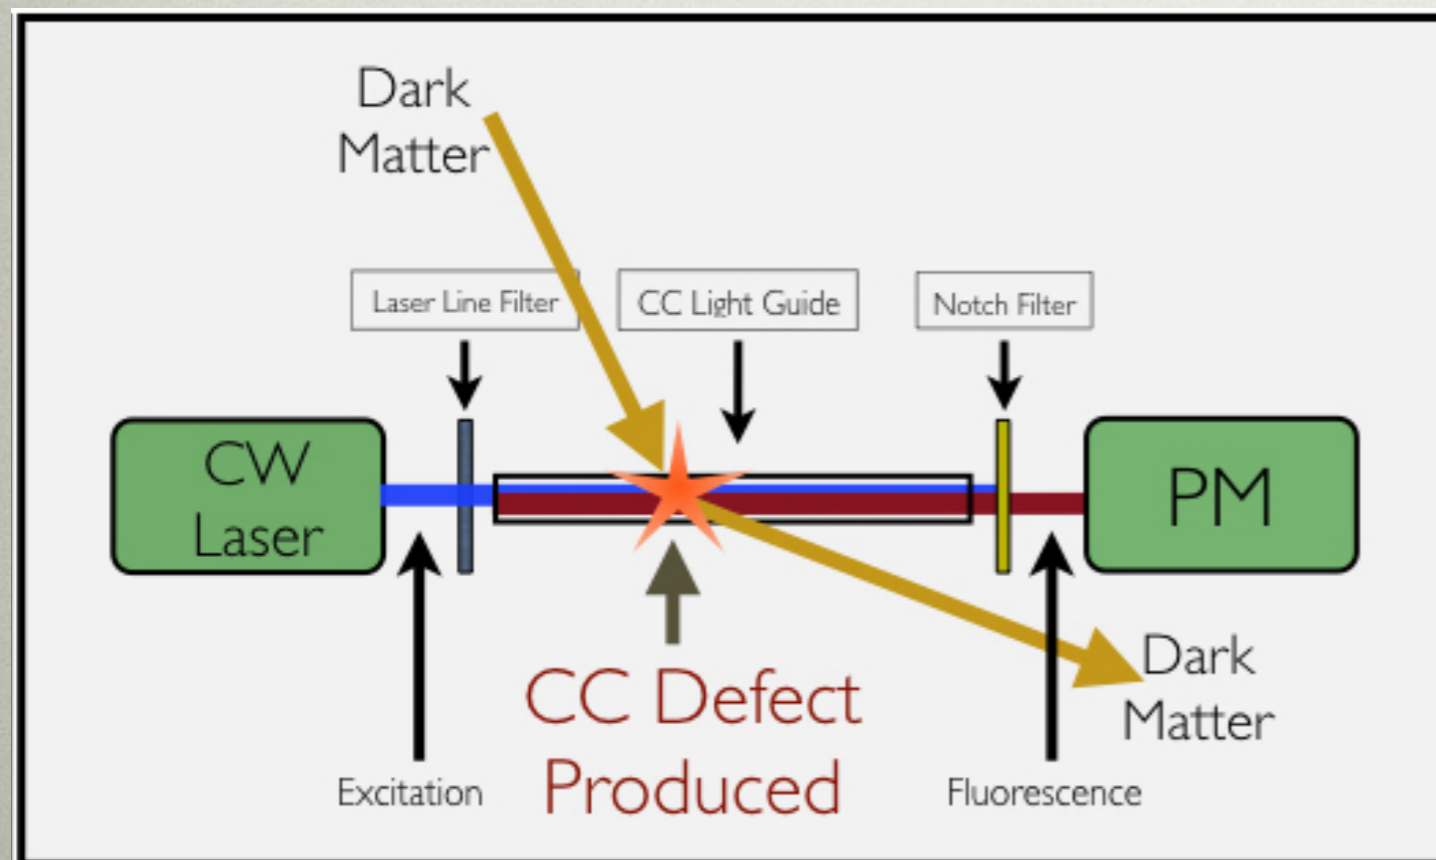 Dark
Matter
Laser Line Filter
CC Light Guide
Notch Filter
CW
Laser
PM
CC Defect
Produced
Dark
Matter
Excitation
Fluorescence